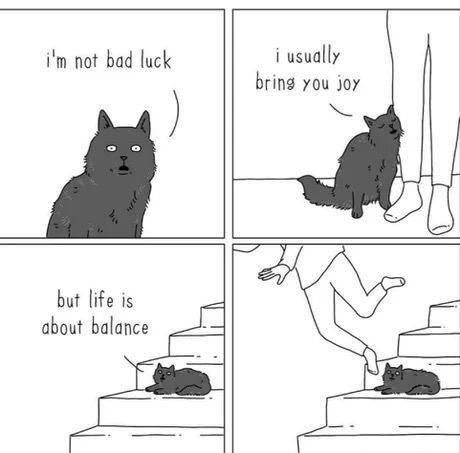 i'm not bad luck
i usually
bring you joy
but life is
about balance